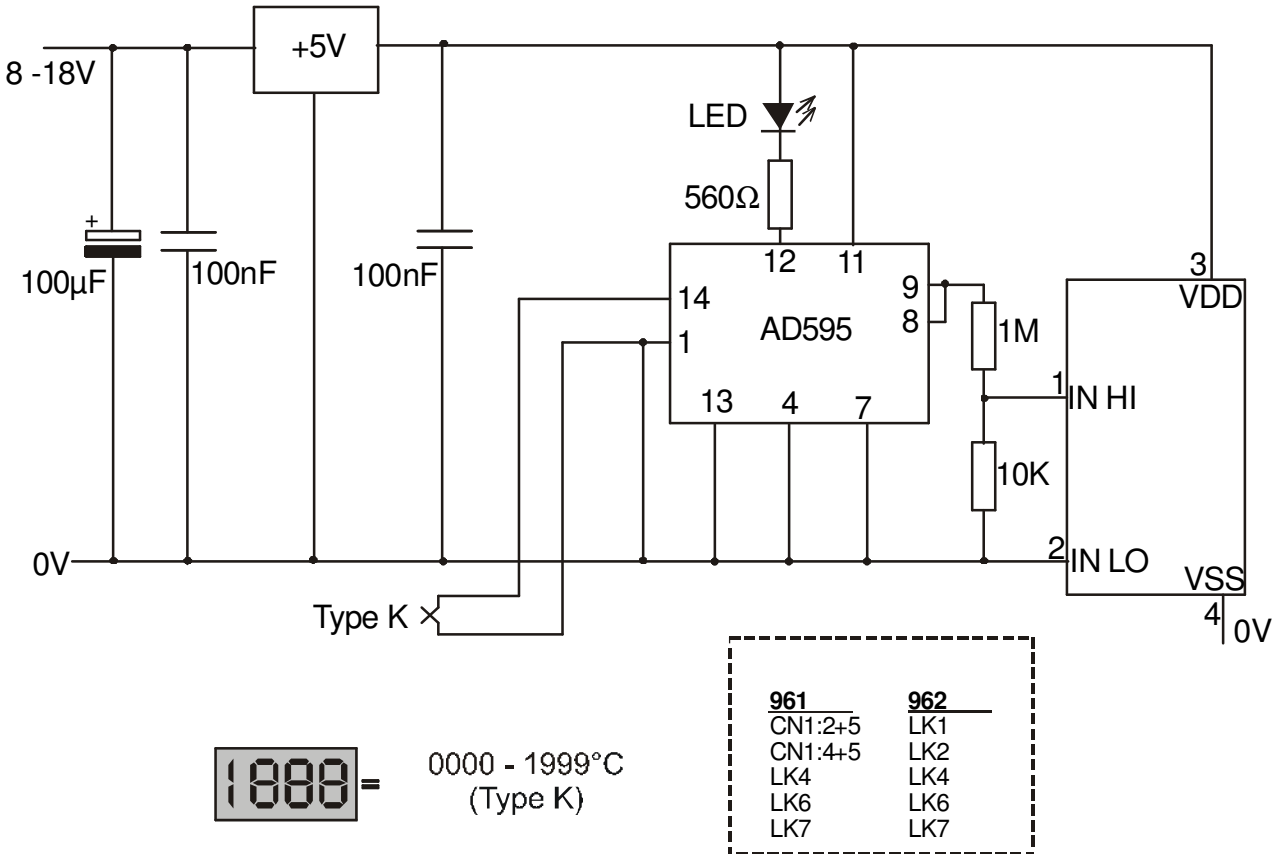 8 -18V
+5V
LED
560Ω
+
100µF
100nF
100nF
12
11
14
1
AD595
9
8
13
4
7
1M
10K
3
VDD
1
IN HI
2
IN LO
VSS
4
0V
0V
Type K
1888 =
0000 - 1999°C
(Type K)
961 962
CN1:2+5 LK1
CN1:4+5 LK2
LK4 LK4
LK6 LK6
LK7 LK7